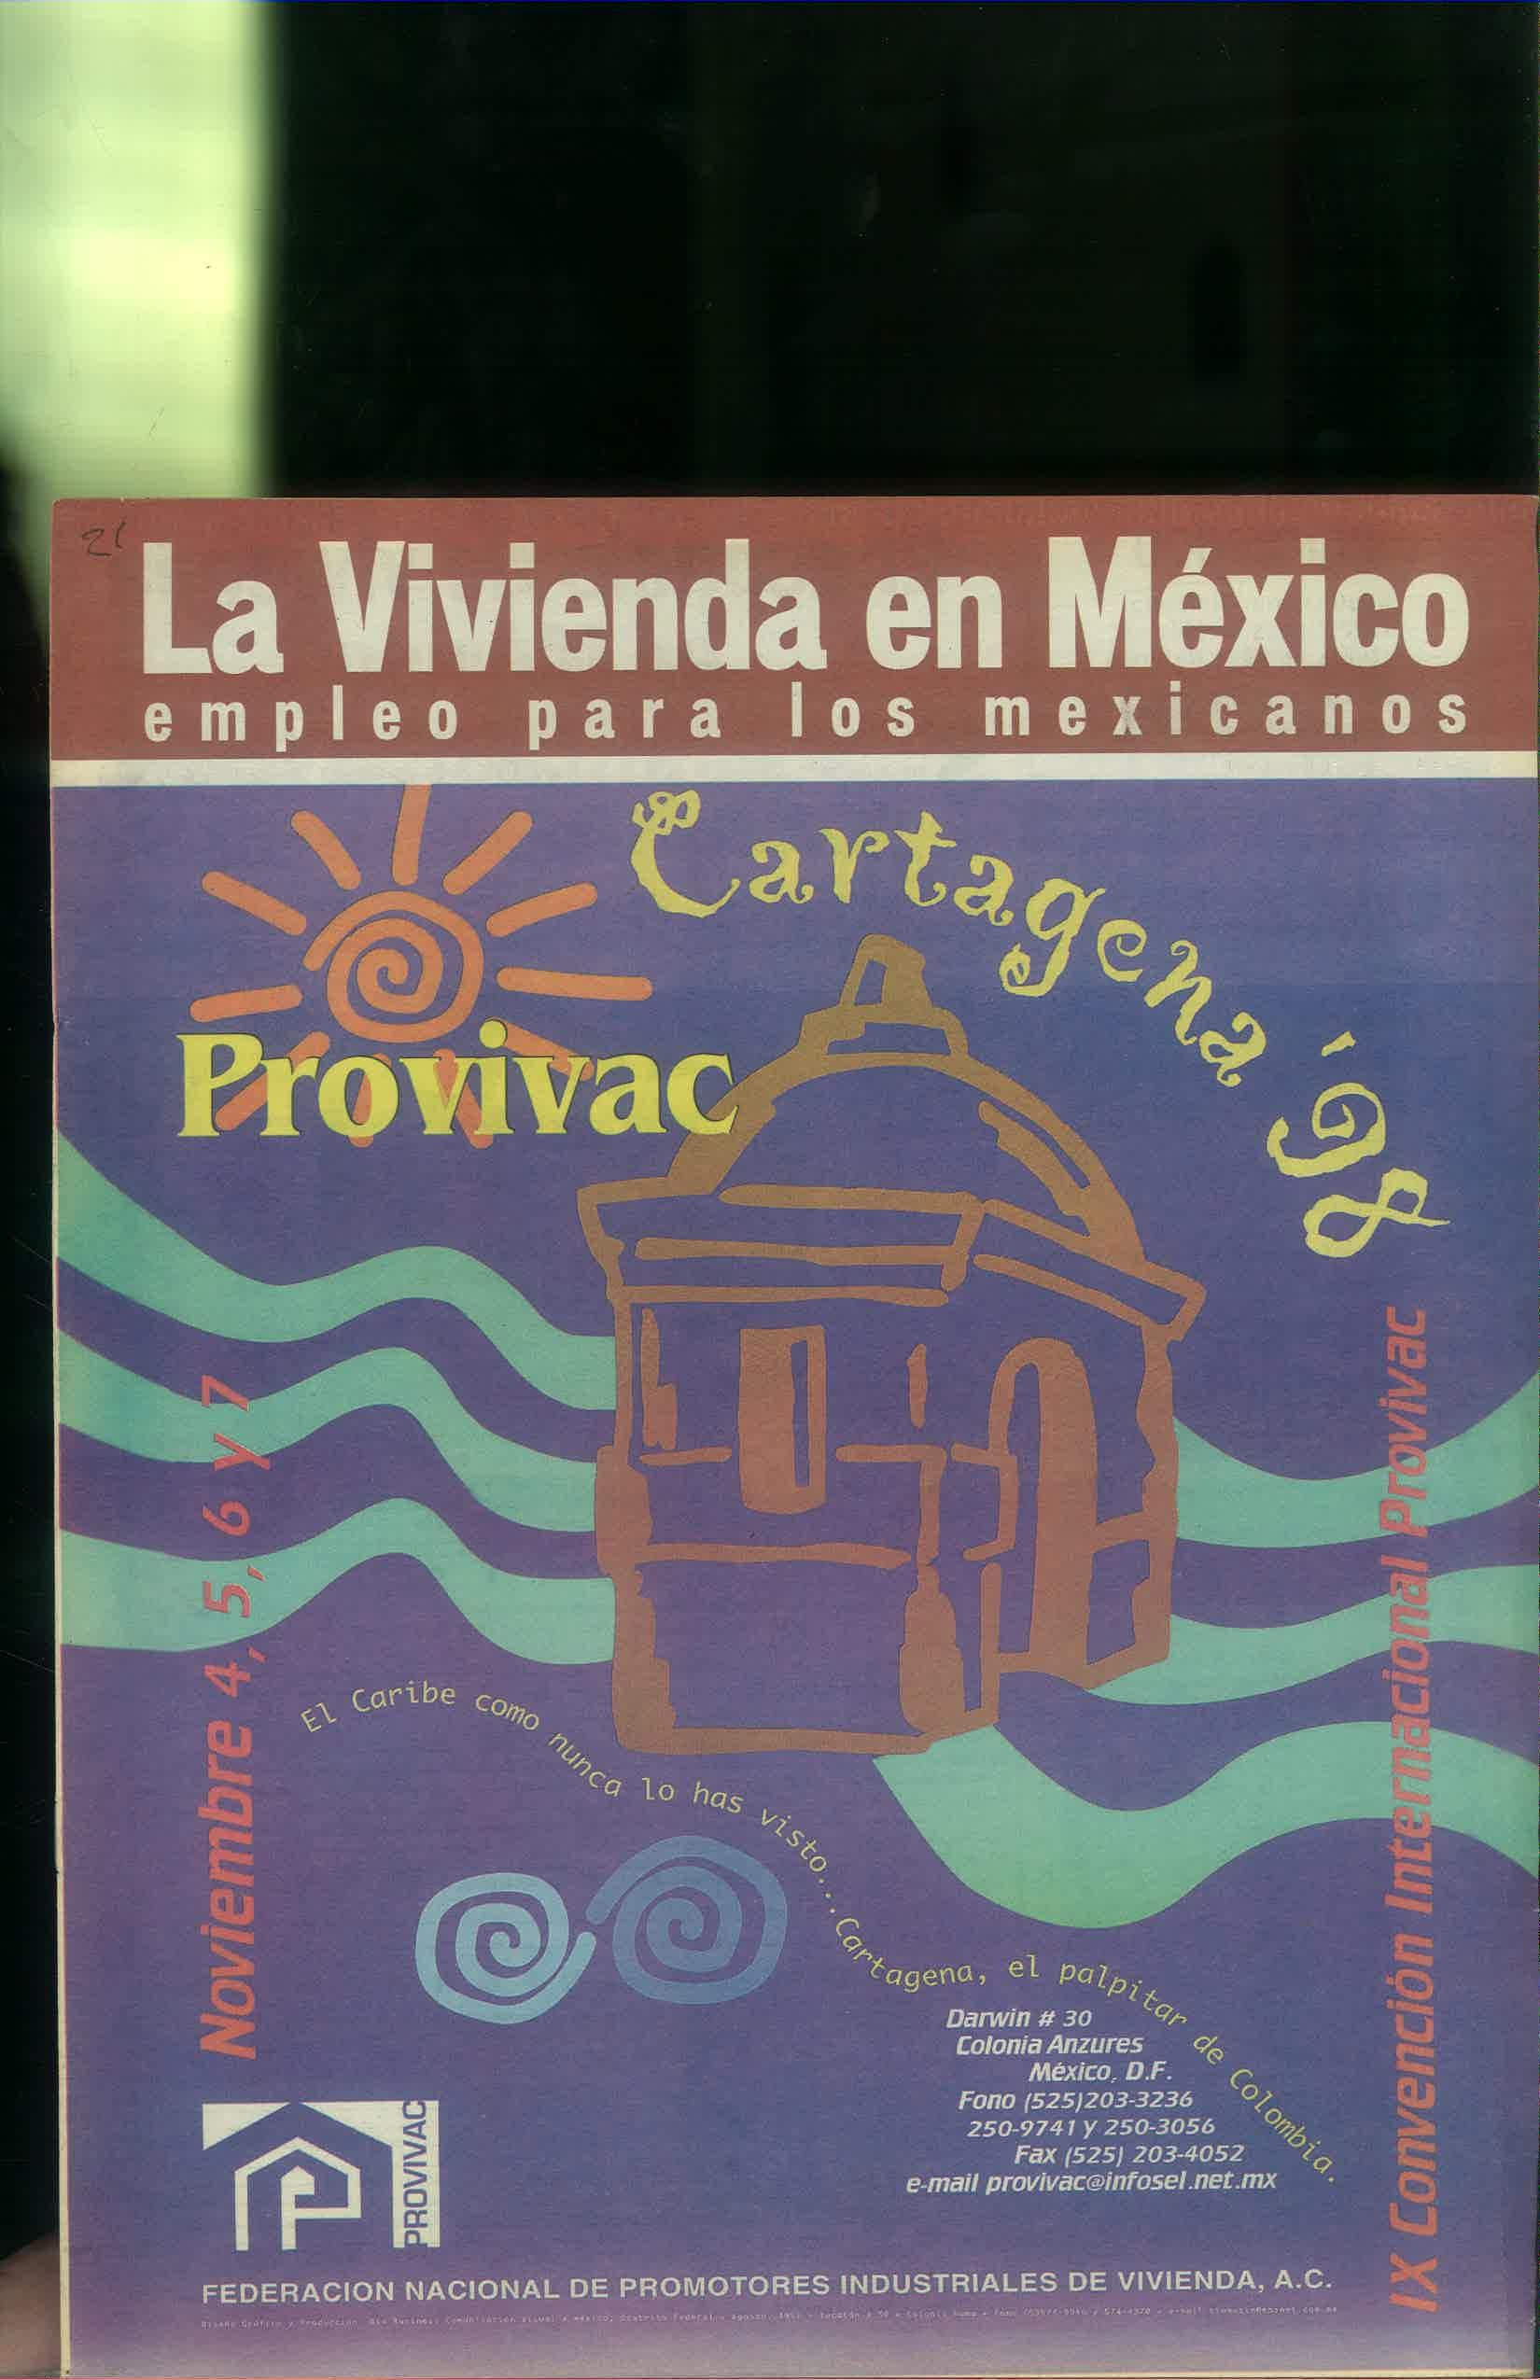 21
La Vivienda en México
empleo para los mexicanos
Cartagena '98
Provivac
Noviembre 4, 5, 6 y 7
IX Convención Internacional Provivac
El Caribe como nunca lo has visto...Cartagena, el palpitar de Colombia.
Darwin # 30
Colonia Anzures
México, D.F.
Fono (525)203-3236
250-9741 y 250-3056
Fax (525) 203-4052
e-mail provivac@infosel.net.mx
PROVIVAC
FEDERACION NACIONAL DE PROMOTORES INDUSTRIALES DE VIVIENDA, A.C.
Diseño Gráfico y Producción